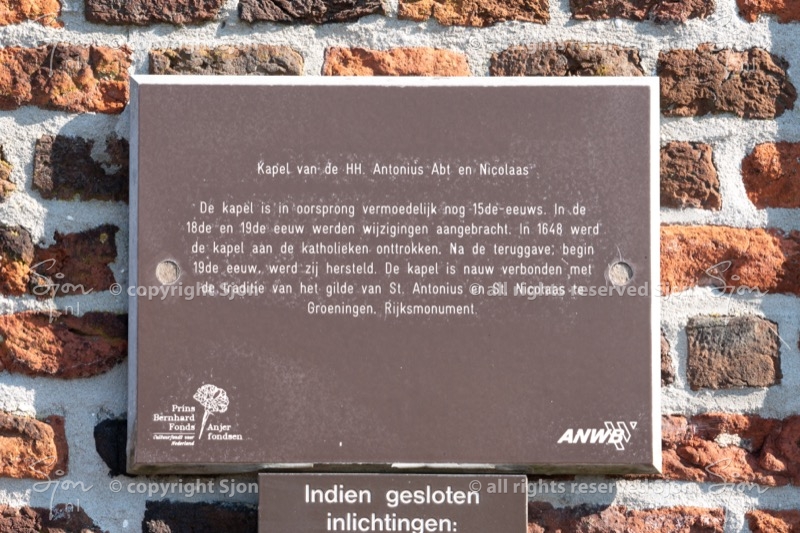 Kapel van de HH. Antonius Abt en Nicolaas
De kapel is in oorsprong vermoedelijk nog 15de-eeuws. In de
18de en 19de eeuw werden wijzigingen aangebracht. In 1648 werd
de kapel aan de katholieken onttrokken. Na de teruggave, begin
19de eeuw, werd zij hersteld. De kapel is nauw verbonden met
de traditie van het gilde van St. Antonius en St. Nicolaas te
Groeningen. Rijksmonument
Prins
Bernhard
Fonds
Cultuurfonds voor
Nederland
Anjer
fondsen
ANWB
Indien gesloten
inlichtingen:
© copyright Sjon
© all rights reserved
Sjon
.nl